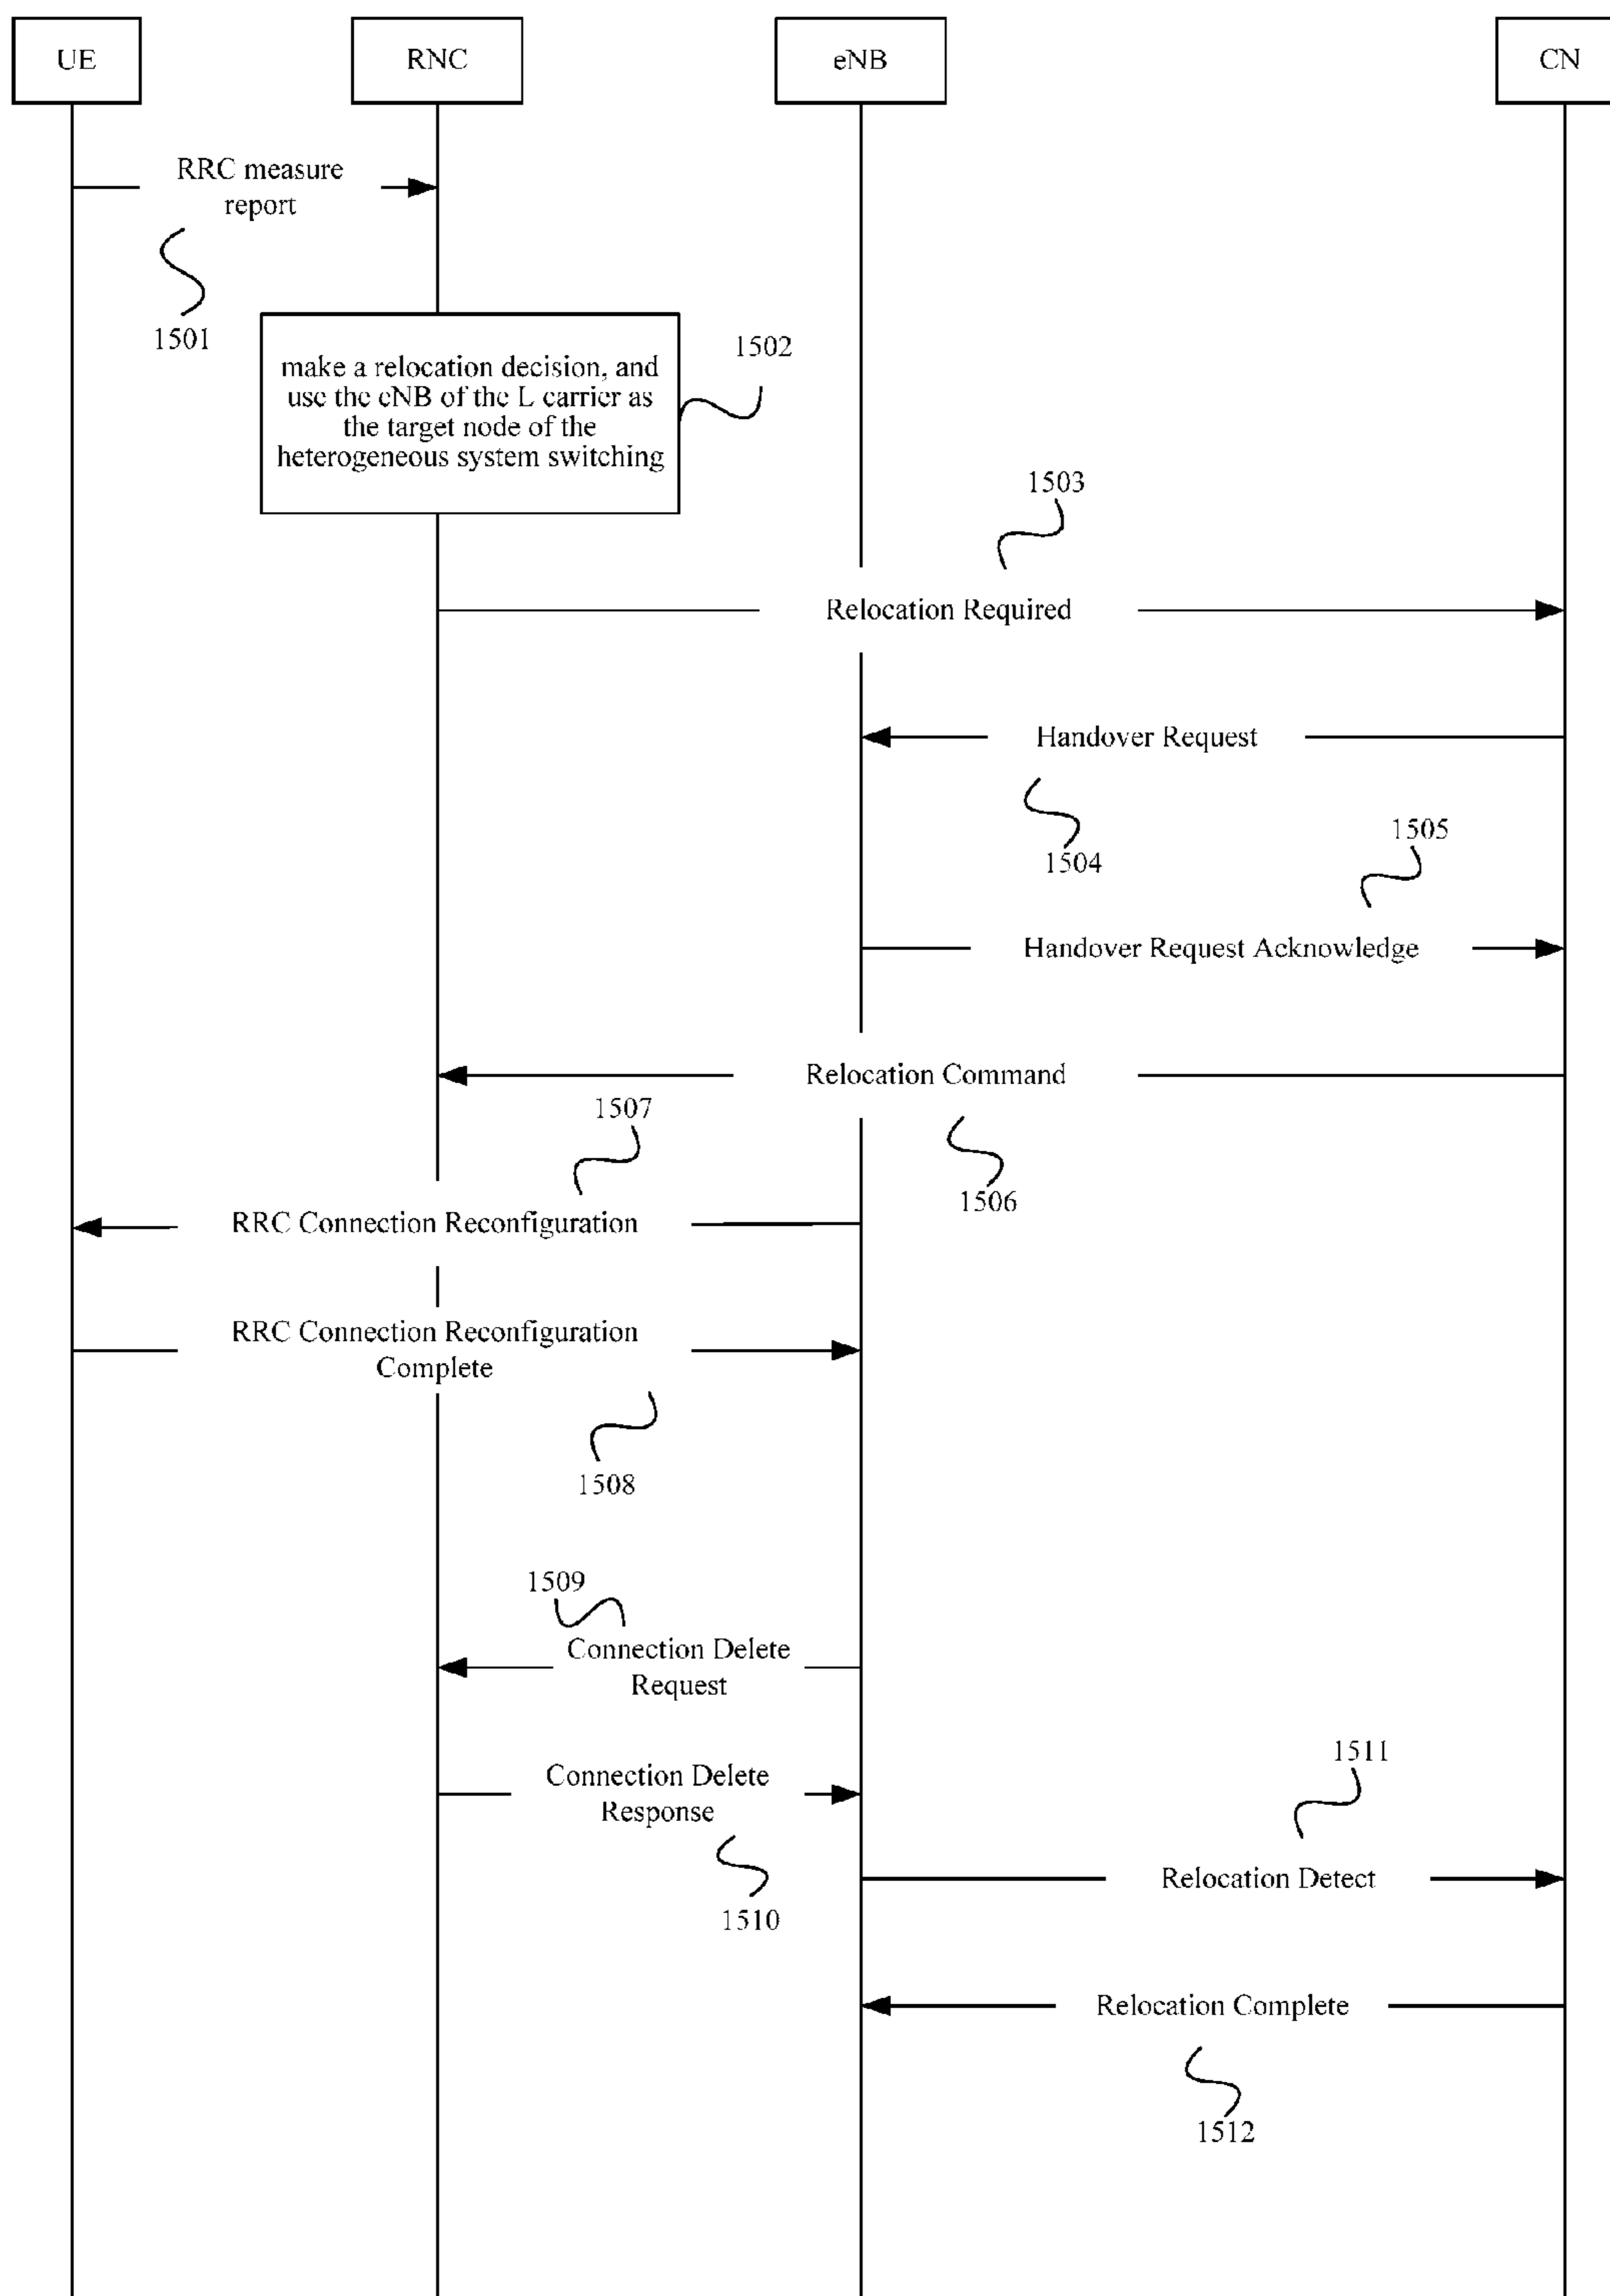 UE
RNC
eNB
CN
RRC measure
report
1501
make a relocation decision, and
use the eNB of the L carrier as
the target node of the
heterogeneous system switching
1502
1503
Relocation Required
Handover Request
1504
1505
Handover Request Acknowledge
Relocation Command
1506
1507
RRC Connection Reconfiguration
RRC Connection Reconfiguration
Complete
1508
1509
Connection Delete
Request
Connection Delete
Response
1510
1511
Relocation Detect
Relocation Complete
1512